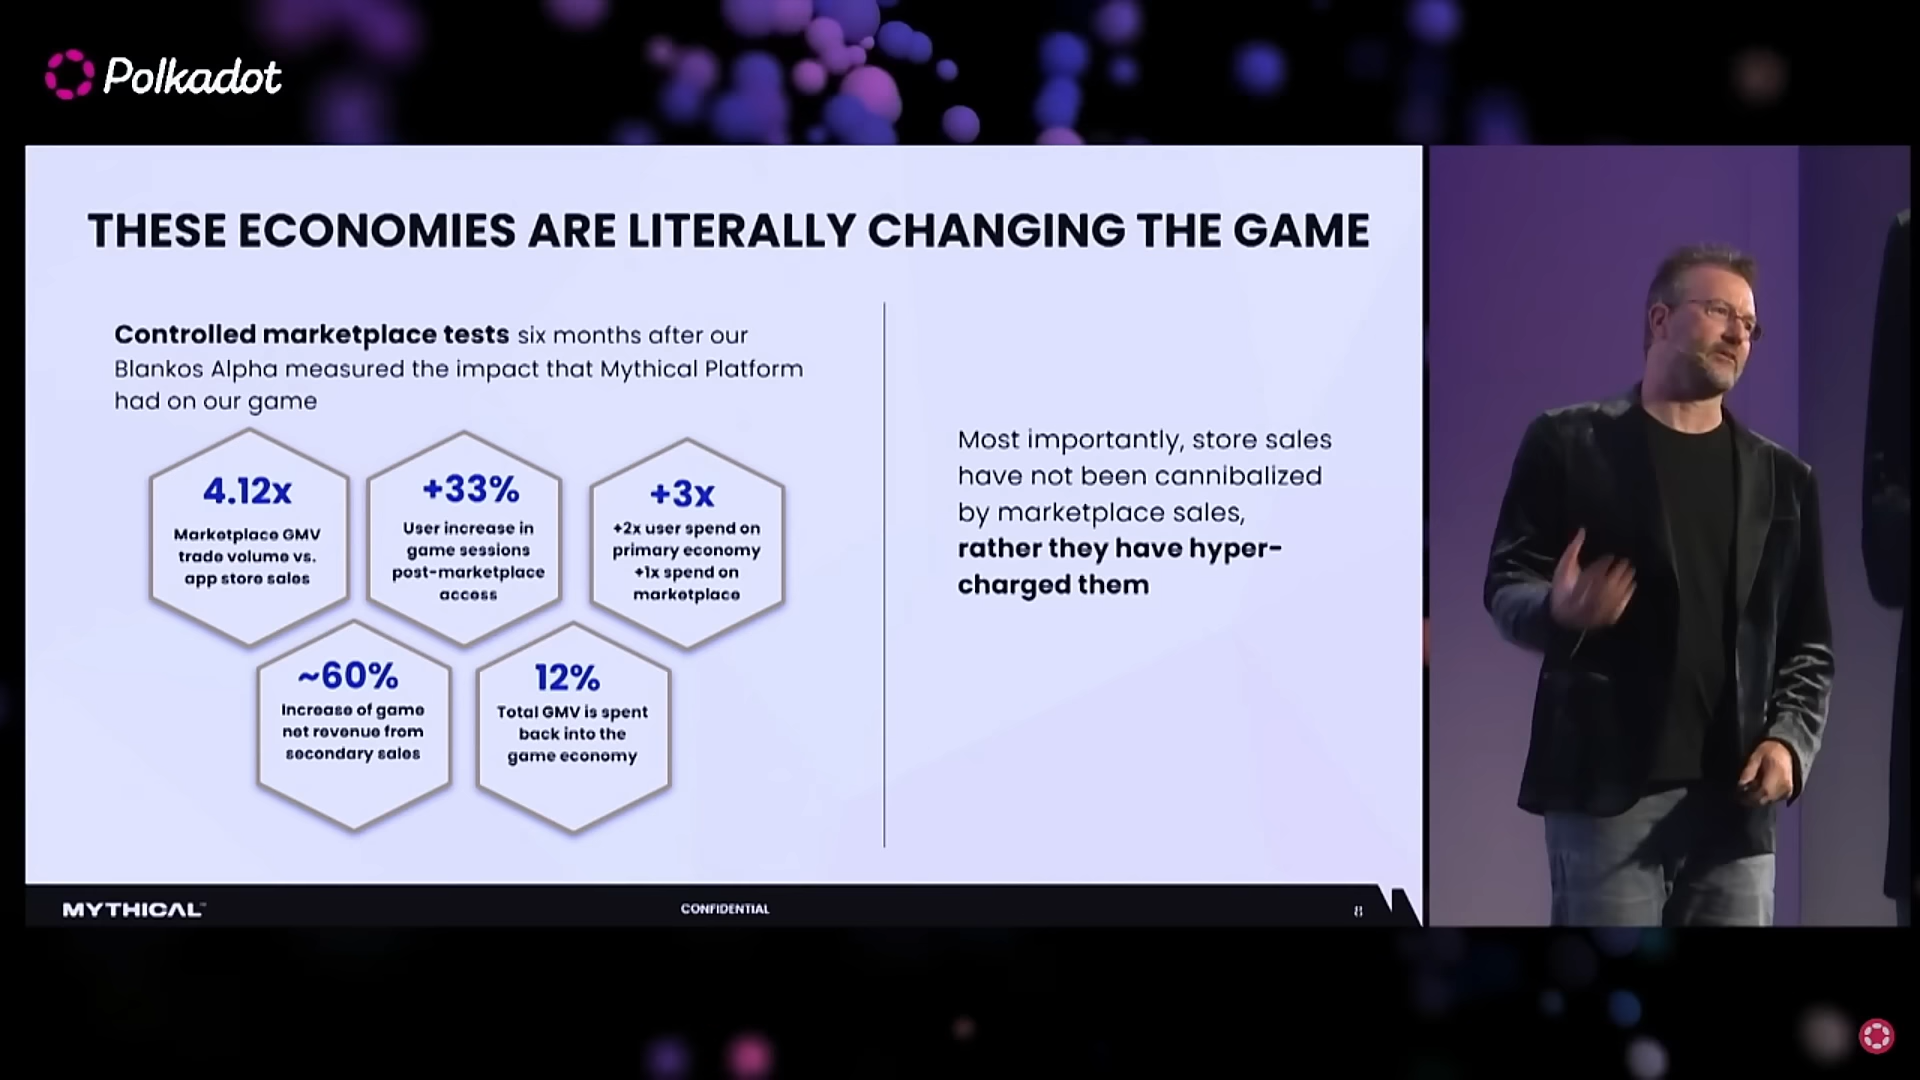 Polkadot
THESE ECONOMIES ARE LITERALLY CHANGING THE GAME
Controlled marketplace tests six months after our
Blankos Alpha measured the impact that Mythical Platform
had on our game
4.12x
Marketplace GMV
trade volume vs.
app store sales
+33%
User increase in
game sessions
post-marketplace
access
+3x
+2x user spend on
primary economy
+1x spend on
marketplace
~60%
Increase of game
net revenue from
secondary sales
12%
Total GMV is spent
back into the
game economy
Most importantly, store sales
have not been cannibalized
by marketplace sales,
rather they have hyper-
charged them
MYTHICAL™
CONFIDENTIAL
8